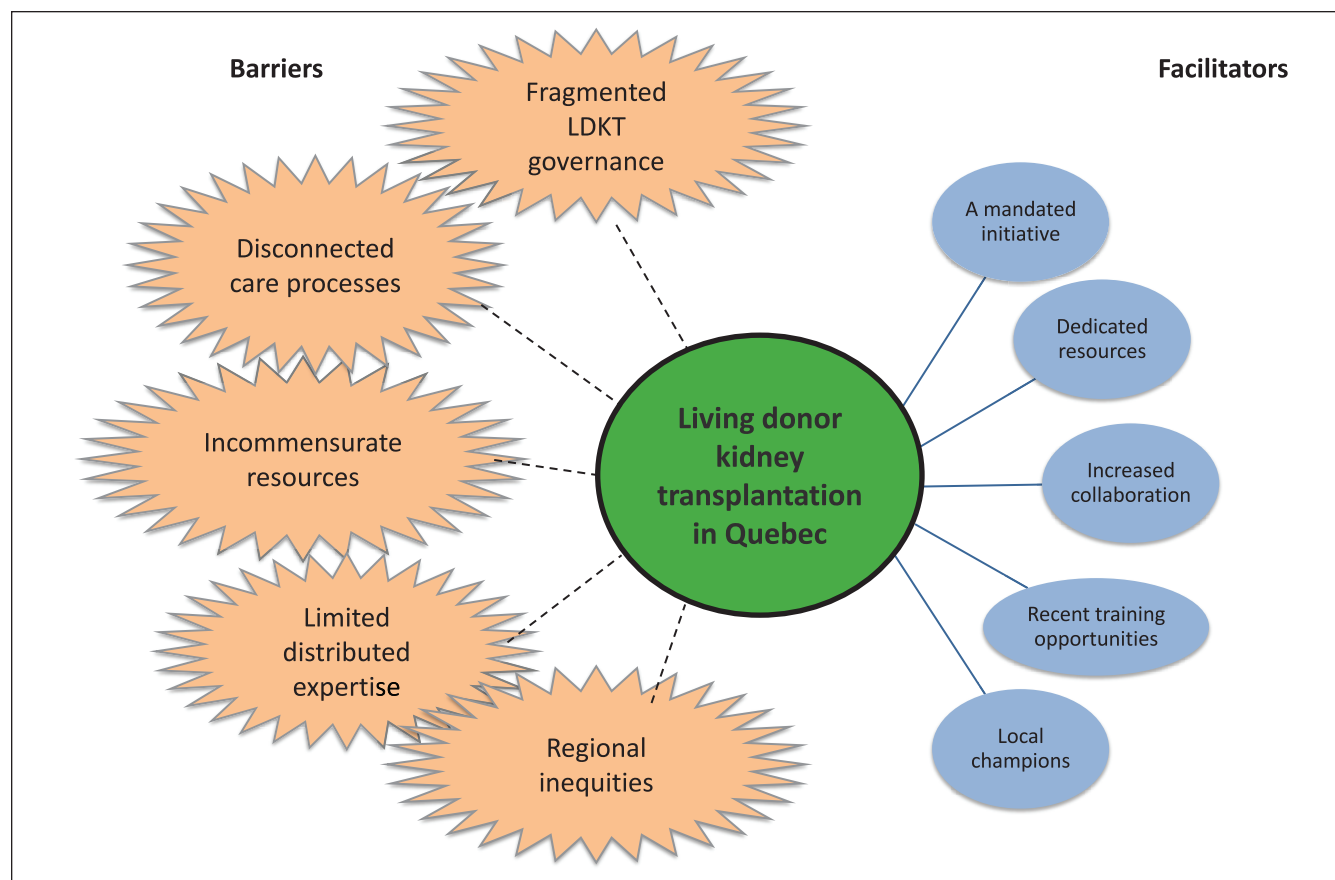 Barriers
Facilitators
Fragmented
LDKT
governance
Disconnected
care processes
Incommensurate
resources
Limited
distributed
expertise
Regional
inequities
Living donor
kidney
transplantation
in Quebec
A mandated
initiative
Dedicated
resources
Increased
collaboration
Recent training
opportunities
Local
champions